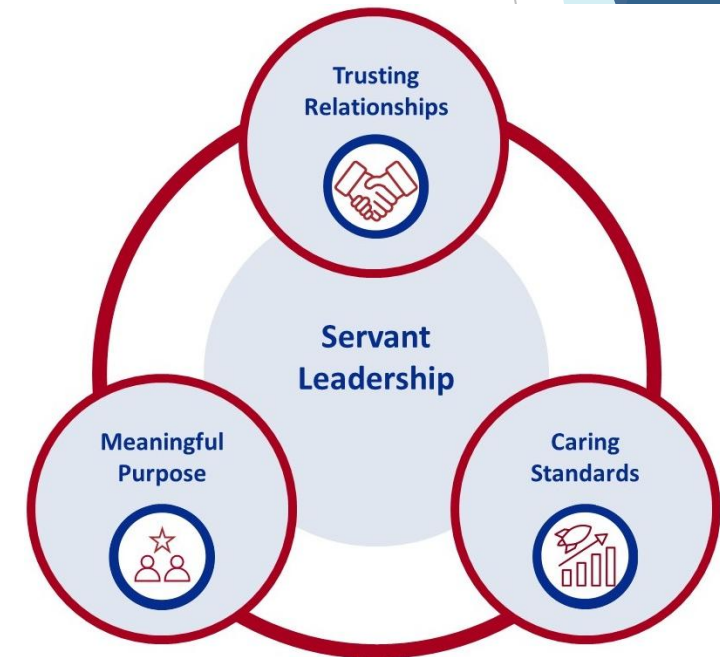 Trusting
Relationships
Servant
Leadership
Meaningful
Purpose
Caring
Standards